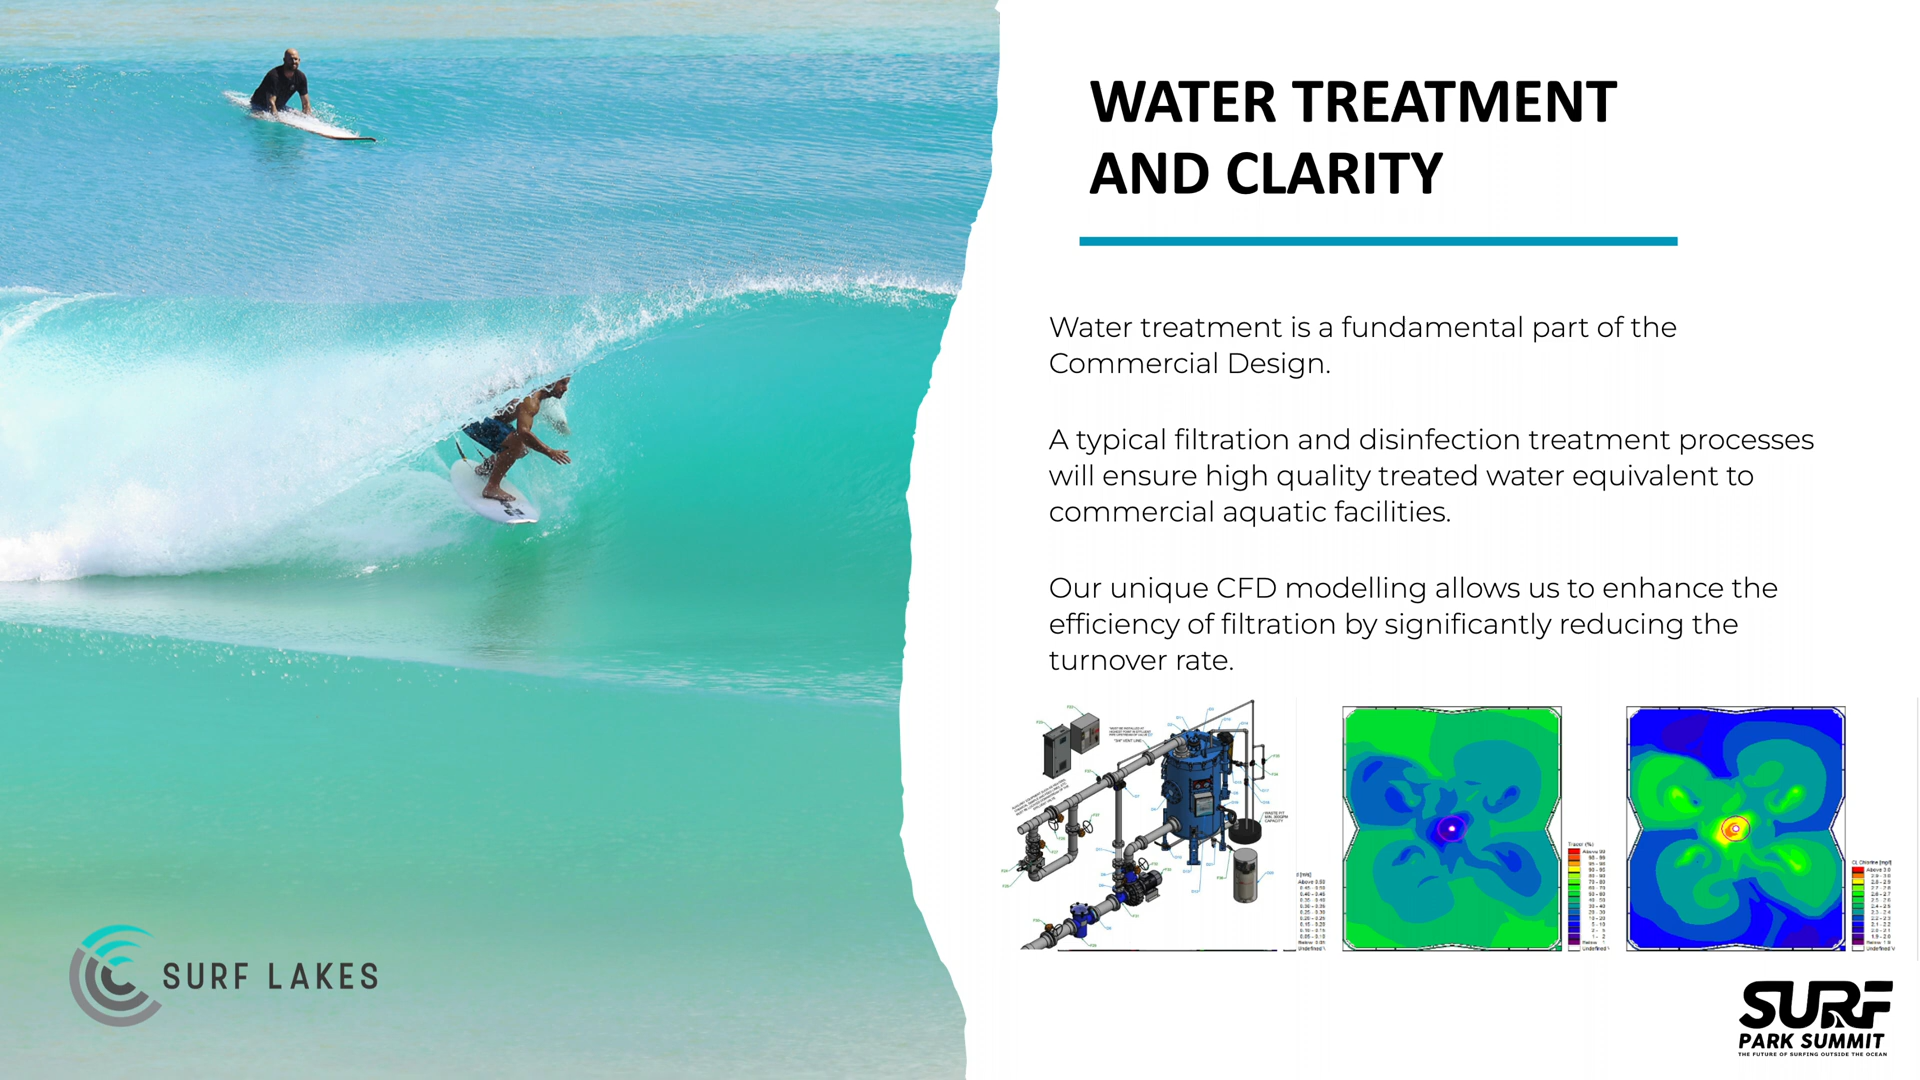 WATER TREATMENT
AND CLARITY
Water treatment is a fundamental part of the
Commercial Design.
A typical filtration and disinfection treatment processes
will ensure high quality treated water equivalent to
commercial aquatic facilities.
Our unique CFD modelling allows us to enhance the
efficiency of filtration by significantly reducing the
turnover rate.
SURF LAKES
SURF
PARK SUMMIT
THE FUTURE OF SURFING OUTSIDE THE OCEAN